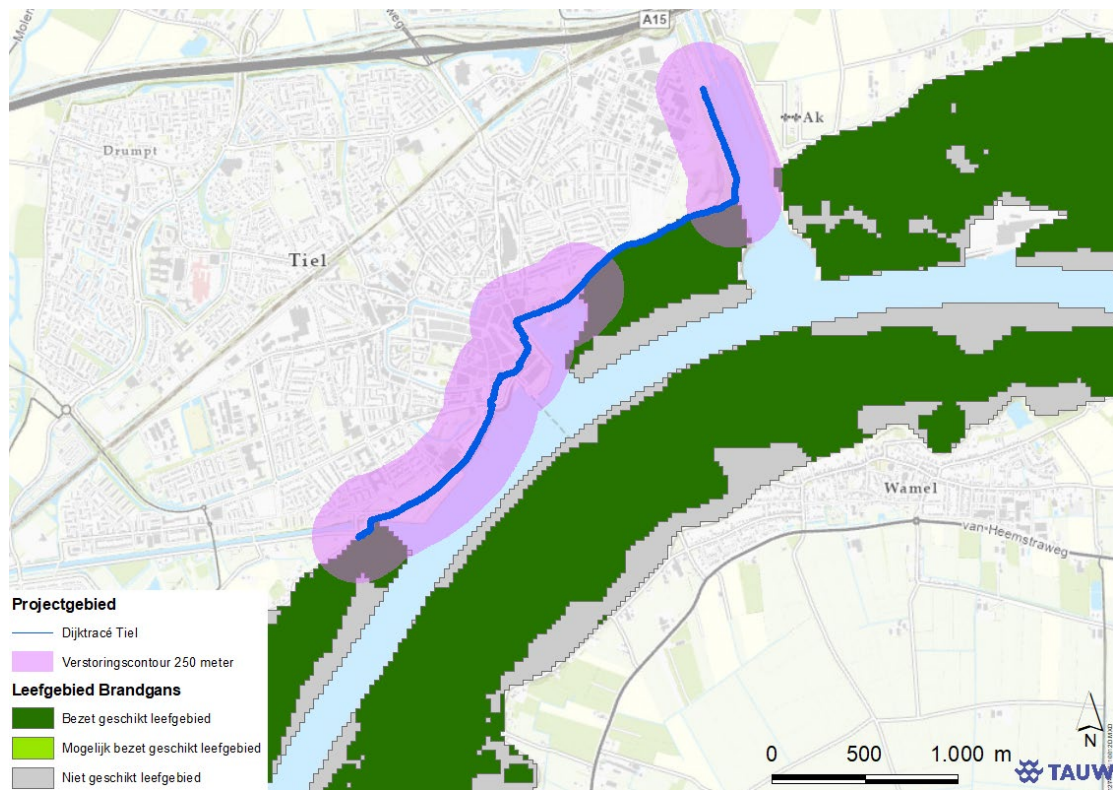 A15
Ak
Drumpt
Tiel
Wamel
van-Heemstraweg
Projectgebied
Dijktracé Tiel
Verstoringscontour 250 meter
Leefgebied Brandgans
Bezet geschikt leefgebied
Mogelijk bezet geschikt leefgebied
Niet geschikt leefgebied
N
0 500 1.000 m
TAUW